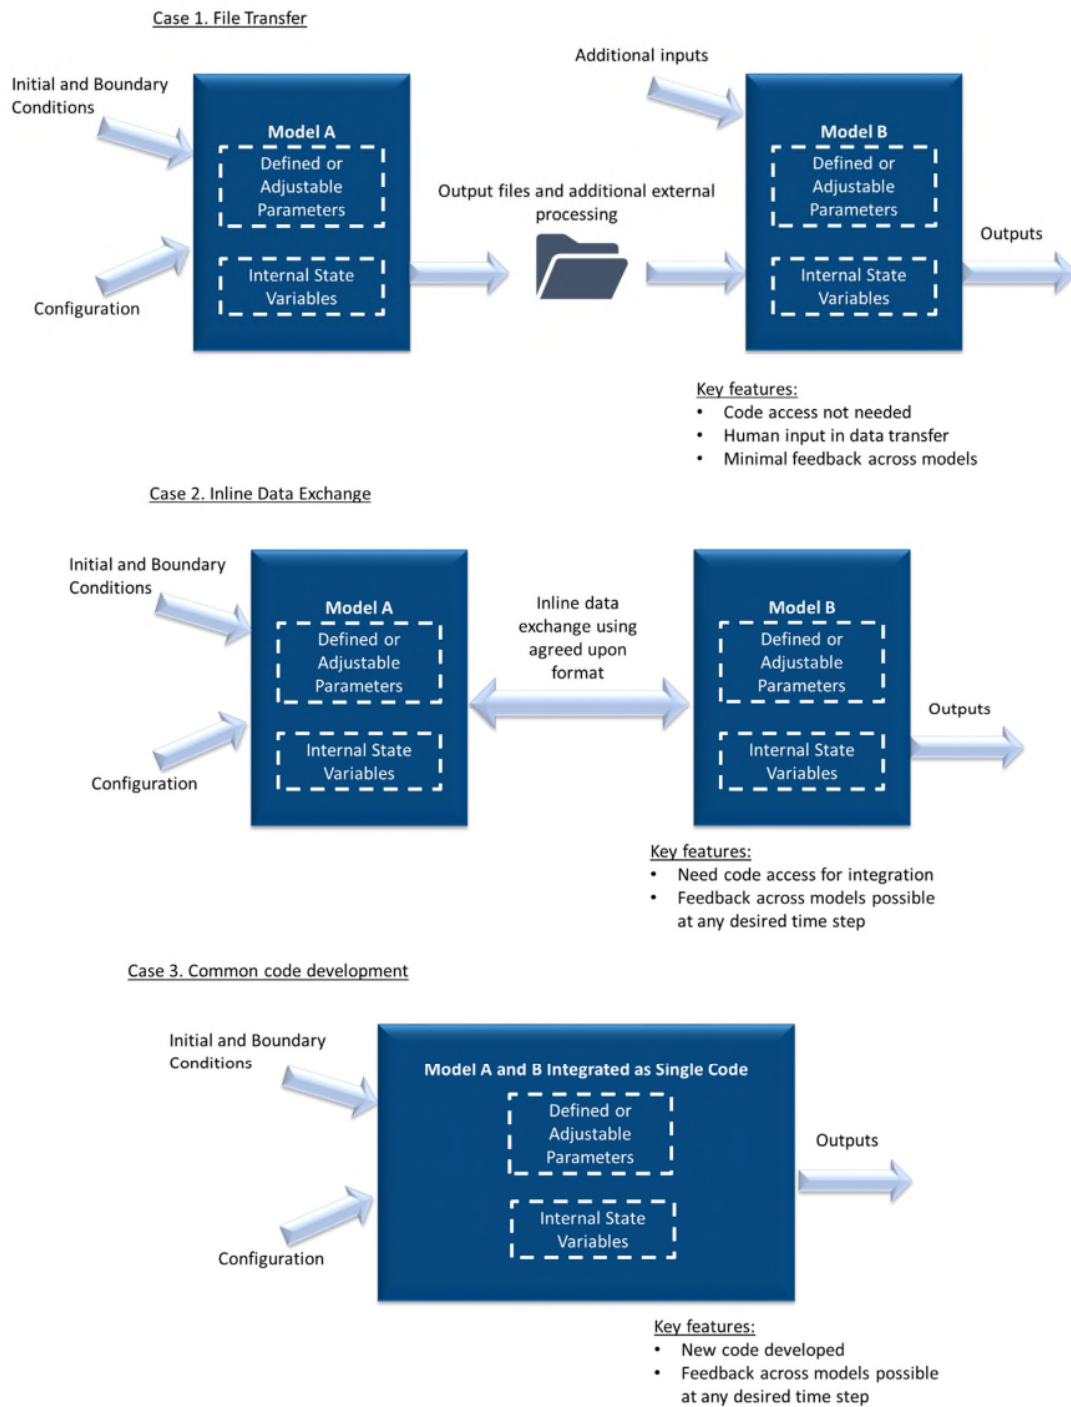 Case 1. File Transfer
Initial and Boundary
Conditions
Configuration
Model A
Defined or
Adjustable
Parameters
Internal State
Variables
Output files and additional external
processing
Additional inputs
Model B
Defined or
Adjustable
Parameters
Internal State
Variables
Outputs
Key features:
• Code access not needed
• Human input in data transfer
• Minimal feedback across models
Case 2. Inline Data Exchange
Initial and Boundary
Conditions
Configuration
Model A
Defined or
Adjustable
Parameters
Internal State
Variables
Inline data
exchange using
agreed upon
format
Model B
Defined or
Adjustable
Parameters
Internal State
Variables
Outputs
Key features:
• Need code access for integration
• Feedback across models possible
at any desired time step
Case 3. Common code development
Initial and Boundary
Conditions
Configuration
Model A and B Integrated as Single Code
Defined or
Adjustable
Parameters
Internal State
Variables
Outputs
Key features:
• New code developed
• Feedback across models possible
at any desired time step